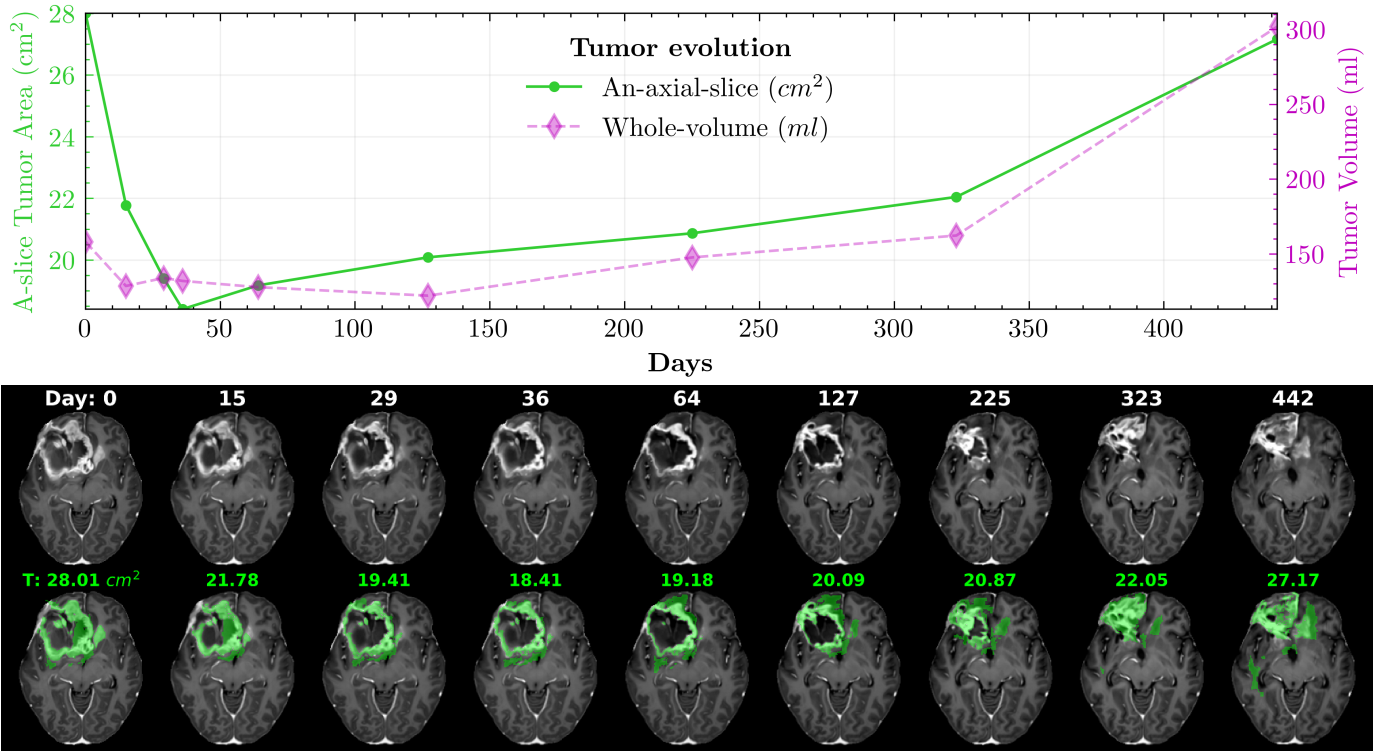 Tumor evolution
An-axial-slice (cm²)
Whole-volume (ml)
A-slice Tumor Area (cm²)
28
26
24
22
20
Tumor Volume (ml)
300
250
200
150
0 50 100 150 200 250 300 350 400
Days
Day: 0 15 29 36 64 127 225 323 442
T: 28.01 cm² 21.78 19.41 18.41 19.18 20.09 20.87 22.05 27.17